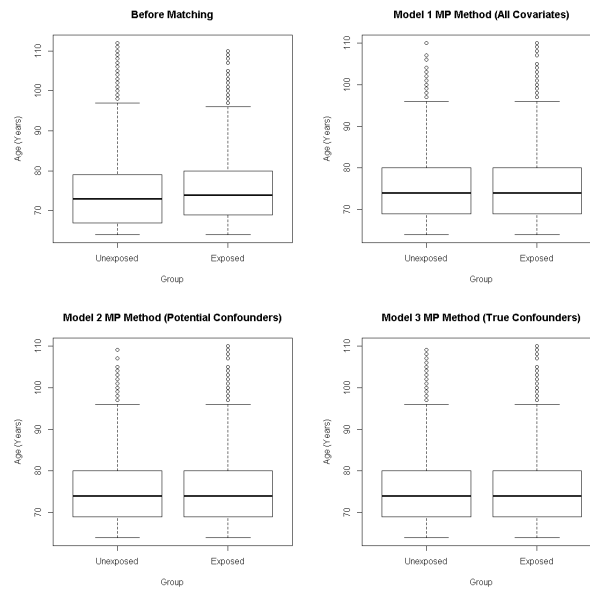 Before Matching
110
100
90
80
70
Age (Years)
Unexposed
Exposed
Group
Model 1 MP Method (All Covariates)
110
100
90
80
70
Age (Years)
Unexposed
Exposed
Group
Model 2 MP Method (Potential Confounders)
110
100
90
80
70
Age (Years)
Unexposed
Exposed
Group
Model 3 MP Method (True Confounders)
110
100
90
80
70
Age (Years)
Unexposed
Exposed
Group